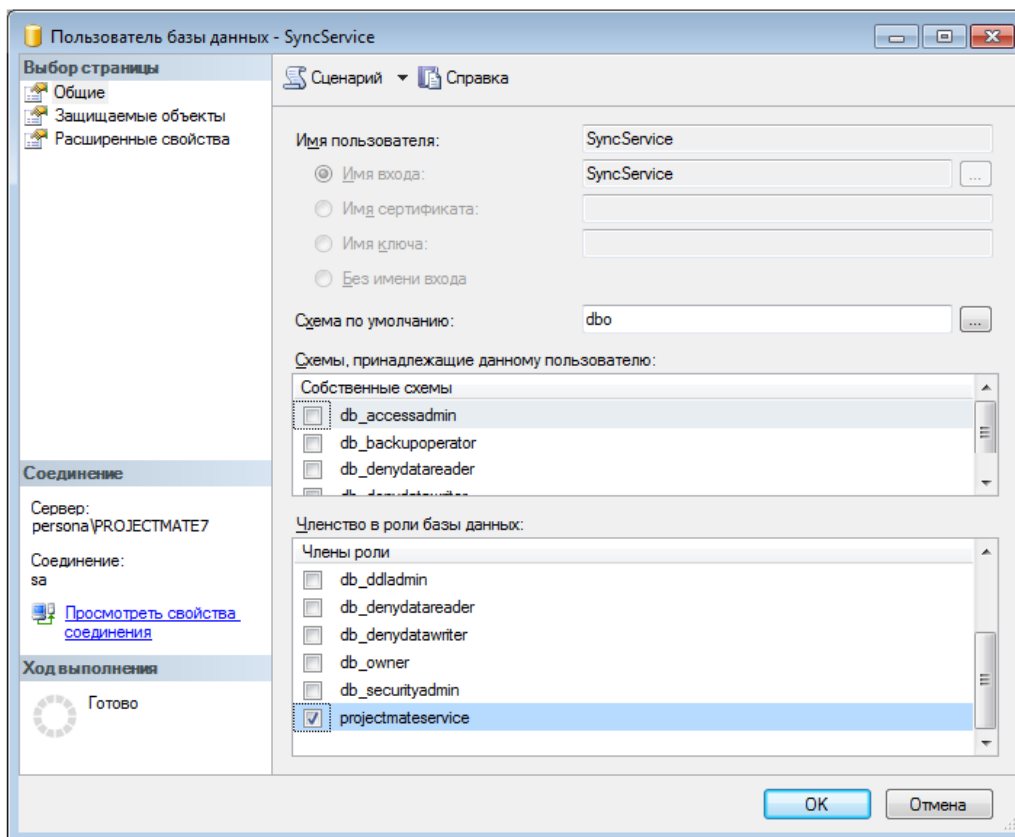 Пользователь базы данных - SyncService
Выбор страницы
Общие
Защищаемые объекты
Расширенные свойства
Сценарий
Справка
Имя пользователя:
SyncService
Имя входа:
SyncService
...
Имя сертификата:
Имя ключа:
Без имени входа
Схема по умолчанию:
dbo
...
Схемы, принадлежащие данному пользователю:
Собственные схемы
db_accessadmin
db_backupoperator
db_denydatareader
Членство в роли базы данных:
Члены роли
db_ddladmin
db_denydatareader
db_denydatawriter
db_owner
db_securityadmin
projectmateservice
Соединение
Сервер:
persona\PROJECTMATE7
Соединение:
sa
Просмотреть свойства
соединения
Ход выполнения
Готово
OK
Отмена